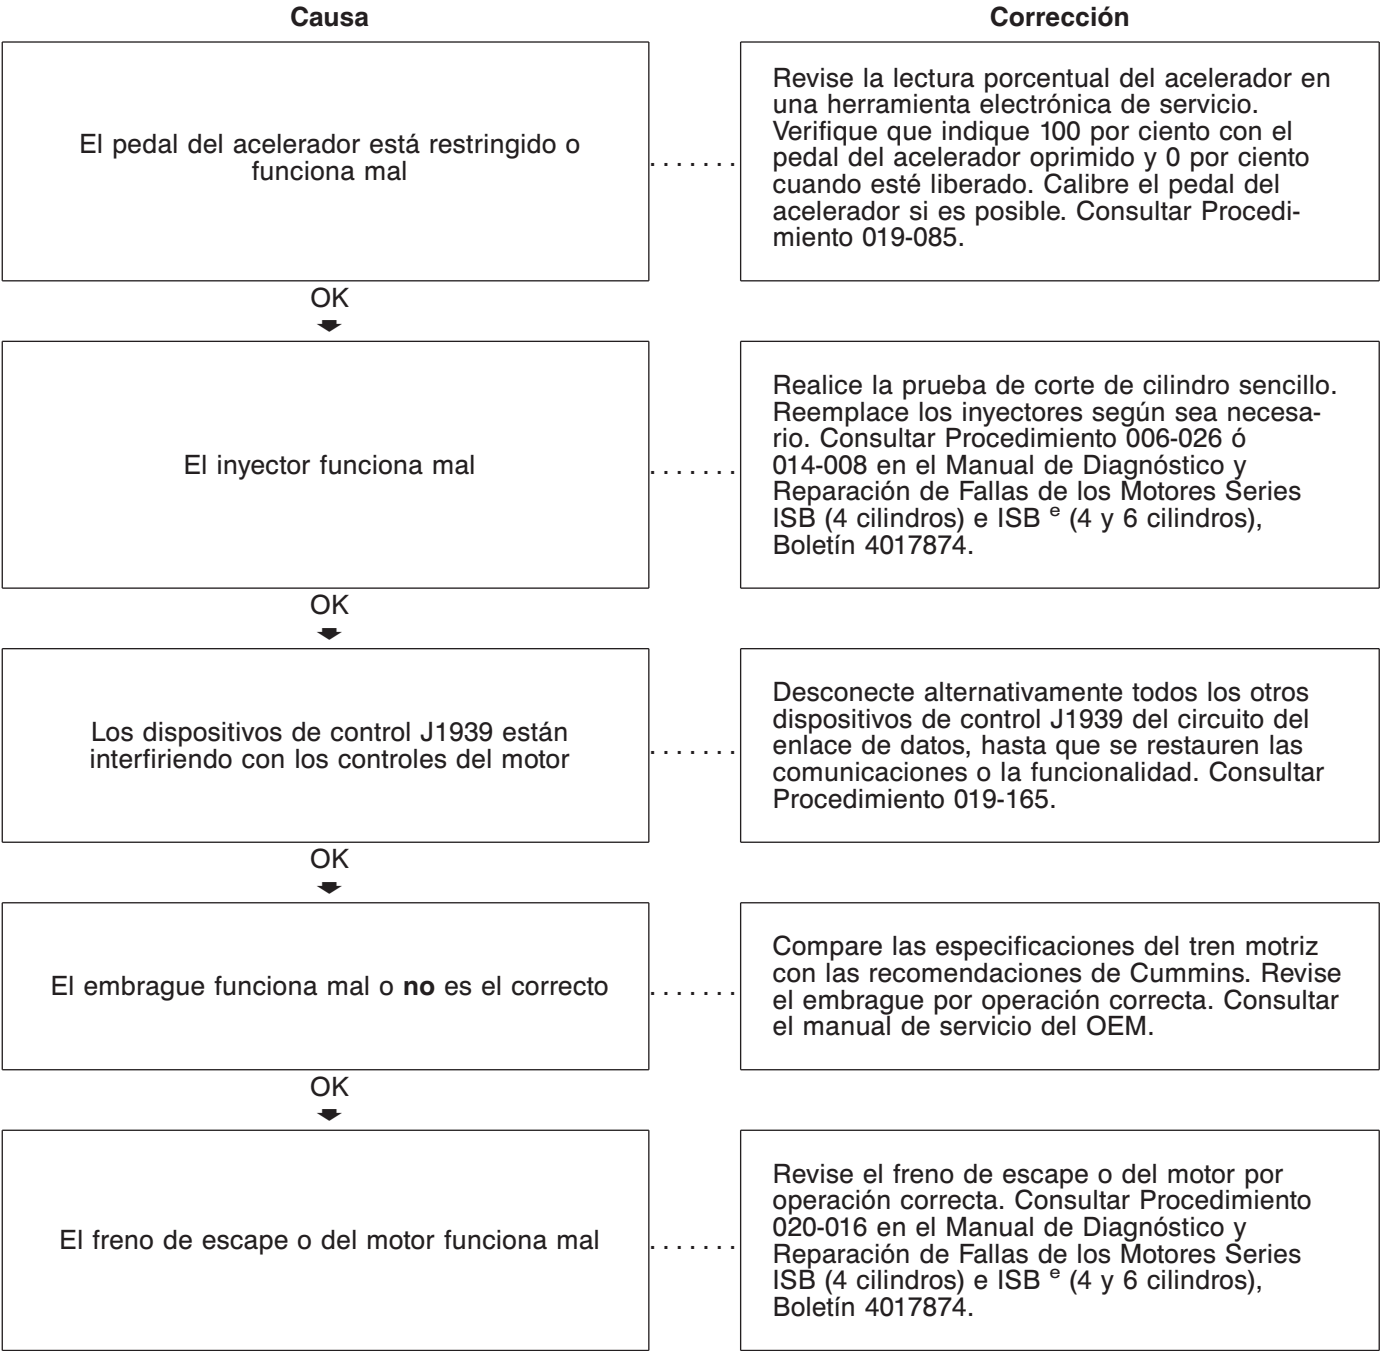 Causa
Corrección
El pedal del acelerador está restringido o
funciona mal
.......
Revise la lectura porcentual del acelerador en
una herramienta electrónica de servicio.
Verifique que indique 100 por ciento con el
pedal del acelerador oprimido y 0 por ciento
cuando esté liberado. Calibre el pedal del
acelerador si es posible. Consultar Procedi-
miento 019-085.
OK
El inyector funciona mal
.......
Realice la prueba de corte de cilindro sencillo.
Reemplace los inyectores según sea necesa-
rio. Consultar Procedimiento 006-026 ó
014-008 en el Manual de Diagnóstico y
Reparación de Fallas de los Motores Series
ISB (4 cilindros) e ISB e (4 y 6 cilindros),
Boletín 4017874.
OK
Los dispositivos de control J1939 están
interfiriendo con los controles del motor
.......
Desconecte alternativamente todos los otros
dispositivos de control J1939 del circuito del
enlace de datos, hasta que se restauren las
comunicaciones o la funcionalidad. Consultar
Procedimiento 019-165.
OK
El embrague funciona mal o no es el correcto
.......
Compare las especificaciones del tren motriz
con las recomendaciones de Cummins. Revise
el embrague por operación correcta. Consultar
el manual de servicio del OEM.
OK
El freno de escape o del motor funciona mal
.......
Revise el freno de escape o del motor por
operación correcta. Consultar Procedimiento
020-016 en el Manual de Diagnóstico y
Reparación de Fallas de los Motores Series
ISB (4 cilindros) e ISB e (4 y 6 cilindros),
Boletín 4017874.